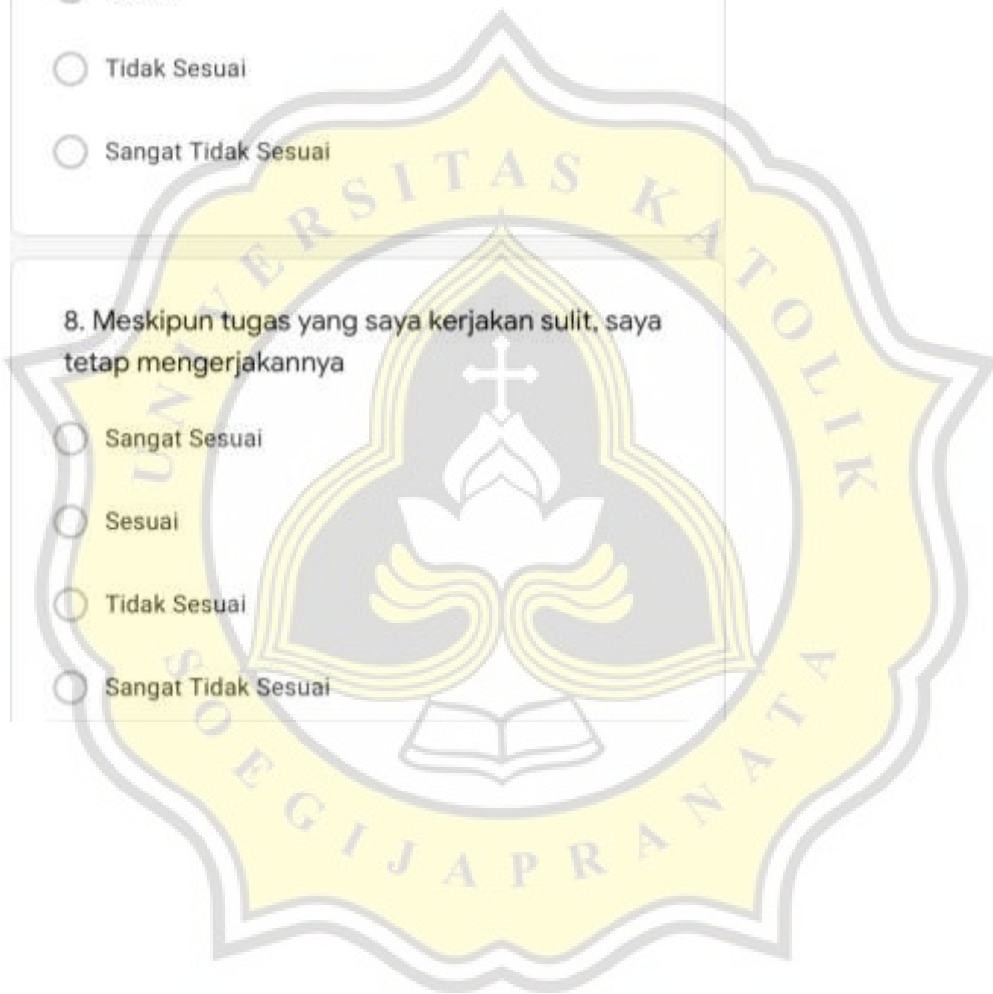 Tidak Sesuai
Sangat Tidak Sesuai
8. Meskipun tugas yang saya kerjakan sulit, saya
tetap mengerjakannya
Sangat Sesuai
Sesuai
Tidak Sesuai
Sangat Tidak Sesuai
UNIVERSITAS KATOLIK
SOEGIJAPRANATA